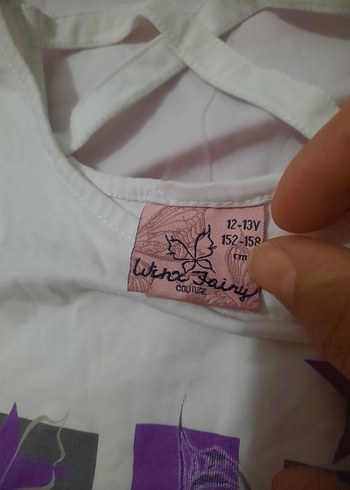 12-13Y
152-158
cm
Winx Fairy
COUTURE